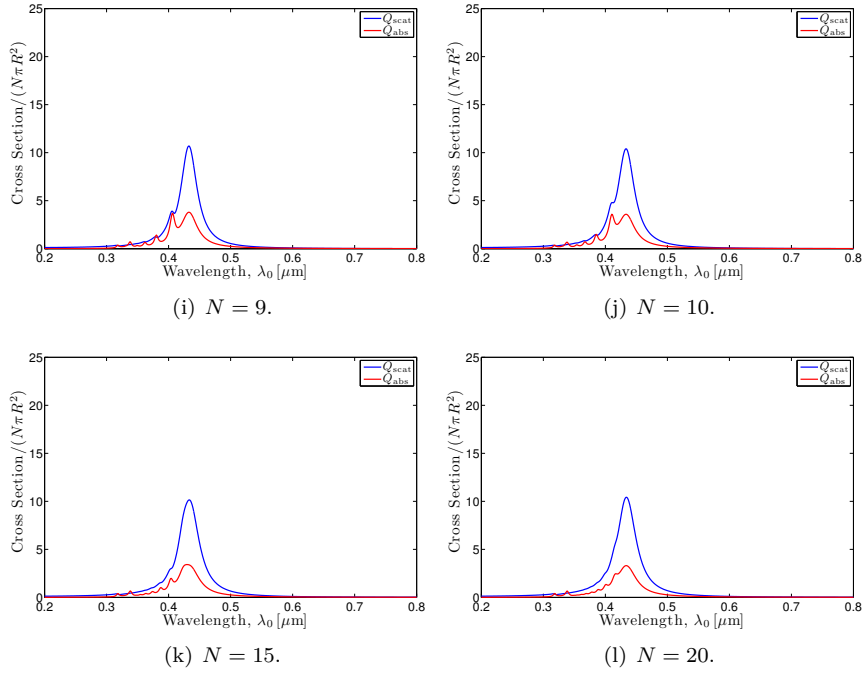 25
20
15
10
5
0
0.2 0.3 0.4 0.5 0.6 0.7 0.8
Cross Section/(NπR²)
Wavelength, λ₀ [μm]
Q_scat
Q_abs
(i) N = 9.
25
20
15
10
5
0
0.2 0.3 0.4 0.5 0.6 0.7 0.8
Cross Section/(NπR²)
Wavelength, λ₀ [μm]
Q_scat
Q_abs
(j) N = 10.
25
20
15
10
5
0
0.2 0.3 0.4 0.5 0.6 0.7 0.8
Cross Section/(NπR²)
Wavelength, λ₀ [μm]
Q_scat
Q_abs
(k) N = 15.
25
20
15
10
5
0
0.2 0.3 0.4 0.5 0.6 0.7 0.8
Cross Section/(NπR²)
Wavelength, λ₀ [μm]
Q_scat
Q_abs
(l) N = 20.